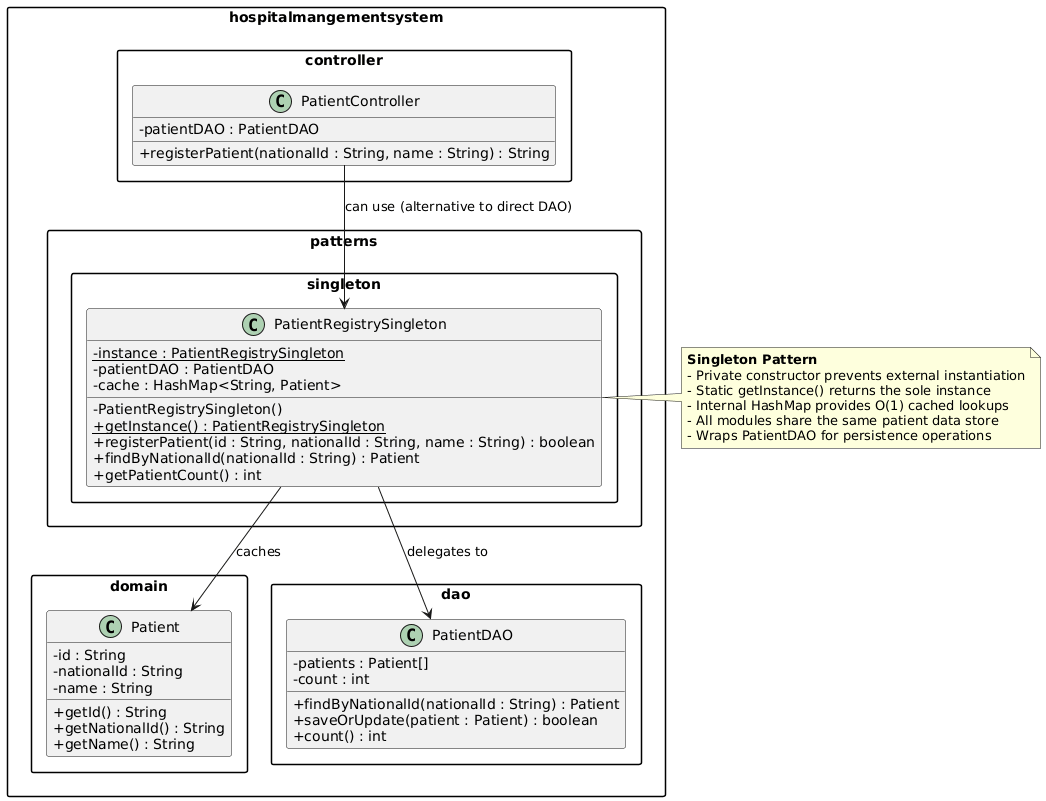 hospitalmangementsystem
controller
C PatientController
-patientDAO : PatientDAO
+registerPatient(nationalId : String, name : String) : String
can use (alternative to direct DAO)
patterns
singleton
C PatientRegistrySingleton
-instance : PatientRegistrySingleton
-patientDAO : PatientDAO
-cache : HashMap<String, Patient>
-PatientRegistrySingleton()
+getInstance() : PatientRegistrySingleton
+registerPatient(id : String, nationalId : String, name : String) : boolean
+findByNationalId(nationalId : String) : Patient
+getPatientCount() : int
Singleton Pattern
- Private constructor prevents external instantiation
- Static getInstance() returns the sole instance
- Internal HashMap provides O(1) cached lookups
- All modules share the same patient data store
- Wraps PatientDAO for persistence operations
caches
delegates to
domain
C Patient
-id : String
-nationalId : String
-name : String
+getId() : String
+getNationalId() : String
+getName() : String
dao
C PatientDAO
-patients : Patient[]
-count : int
+findByNationalId(nationalId : String) : Patient
+saveOrUpdate(patient : Patient) : boolean
+count() : int